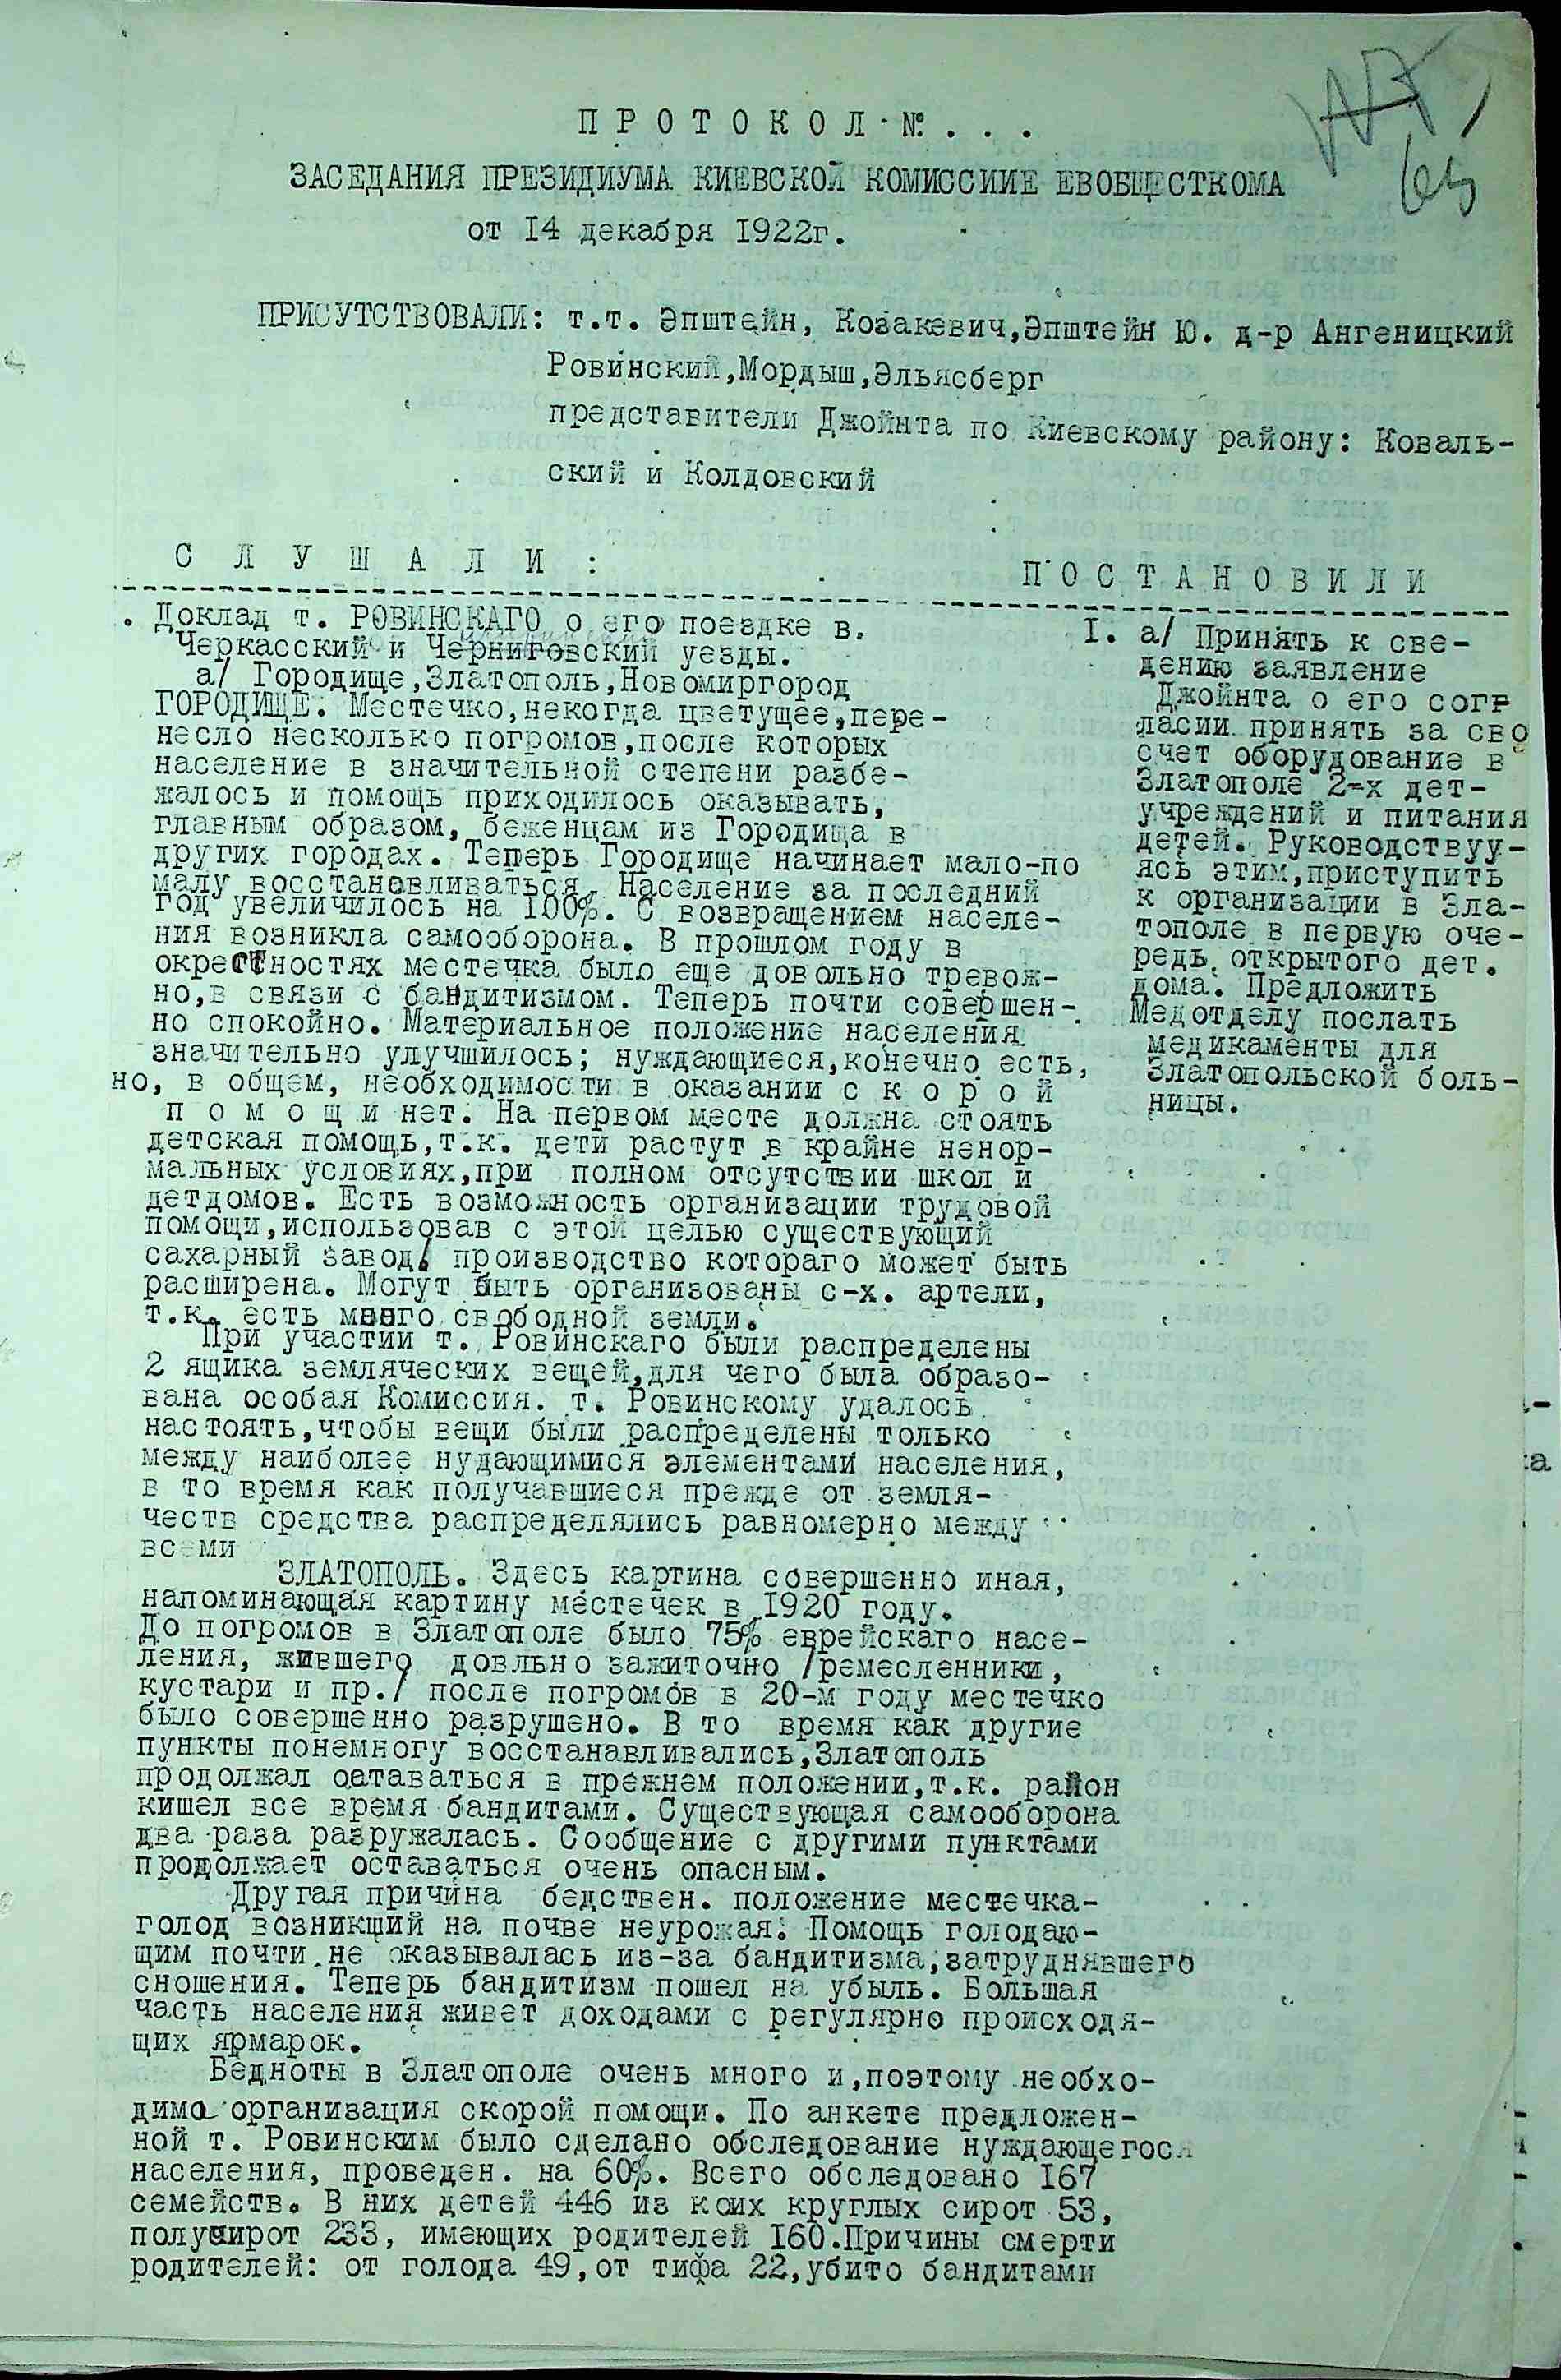 П Р О Т О К О Л · № . . .
ЗАСЕДАНИЯ ПРЕЗИДИУМА КИЕВСКОЙ КОМИССИИЕ ЕВОБЩЕСТКОМА
от I4 декабря I922г.
65
ПРИСУТСТВОВАЛИ: т.т. Эпштейн, Козакевич,Эпштейн Ю. д-р Ангеницкий
Ровинский,Мордыш,Эльясберг
представители Джойнта по Киевскому району: Коваль-
ский и Колдовский
С Л У Ш А Л И :
. Доклад т. РОВИНСКАГО о его поездке в.
Черкасский и Черниговский уезды.
а/ Городище,Златополь,Новомиргород
ГОРОДИЩЕ. Местечко,некогда цветущее,пере-
несло несколько погромов,после которых
население в значительной степени разбе-
жалось и помощь приходилось оказывать,
главным образом, беженцам из Городища в
других городах. Теперь Городище начинает мало-по
малу восстанавливаться. Население за последний
год увеличилось на I00%. С возвращением населе-
ния возникла самооборона. В прошлом году в
окрестностях местечка было еще довольно тревож-
но,в связи с бандитизмом. Теперь почти совершен-
но спокойно. Материальное положение населения
значительно улучшилось; нуждающиеся,конечно есть,
но, в общем, необходимости в оказании с к о р о й
п о м о щ и нет. На первом месте должна стоять
детская помощь,т.к. дети растут в крайне ненор-
мальных условиях,при полном отсутствии школ и
детдомов. Есть возможность организации трудовой
помощи,использовав с этой целью существующий
сахарный завод, производство котораго может быть
расширена. Могут быть организованы с-х. артели,
т.к. есть много свободной земли.
При участии т. Ровинскаго были распределены
2 ящика земляческих вещей,для чего была образо-
вана особая Комиссия. т. Ровинскому удалось
настоять,чтобы вещи были распределены только
между наиболее нудающимися элементами населения,
в то время как получавшиеся прежде от земля-
честв средства распределялись равномерно между
всеми
ЗЛАТОПОЛЬ. Здесь картина совершенно иная,
напоминающая картину местечек в I920 году.
До погромов в Златополе было 75% еврейскаго насе-
ления, жившего довльно зажиточно /ремесленники,
кустари и пр./ после погромов в 20-м году местечко
было совершенно разрушено. В то время как другие
пункты понемногу восстанавливались,Златополь
продолжал оставаться в прежнем положении,т.к. район
кишел все время бандитами. Существующая самооборона
два раза разружалась. Сообщение с другими пунктами
продолжает оставаться очень опасным.
Другая причина бедствен. положение местечка-
голод возникший на почве неурожая. Помощь голодаю-
щим почти не оказывалась из-за бандитизма,затруднявшего
сношения. Теперь бандитизм пошел на убыль. Большая
часть населения живет доходами с регулярно происходя-
щих ярмарок.
Бедноты в Златополе очень много и,поэтому необхо-
дима организация скорой помощи. По анкете предложен-
ной т. Ровинским было сделано обследование нуждающегося
населения, проведен. на 60%. Всего обследовано I67
семейств. В них детей 446 из коих круглых сирот 53,
полусирот 233, имеющих родителей I60.Причины смерти
родителей: от голода 49,от тифа 22,убито бандитами
П О С Т А Н О В И Л И
I. а/ Принять к све-
дению заявление
Джойнта о его сог
ласии принять за сво
счет оборудование в
Златополе 2-х дет-
учреждений и питания
детей. Руководствуу-
ясь этим,приступить
к организации в Зла-
тополе в первую оче-
редь открытого дет.
дома. Предложить
Медотделу послать
медикаменты для
Златопольской боль-
ницы.